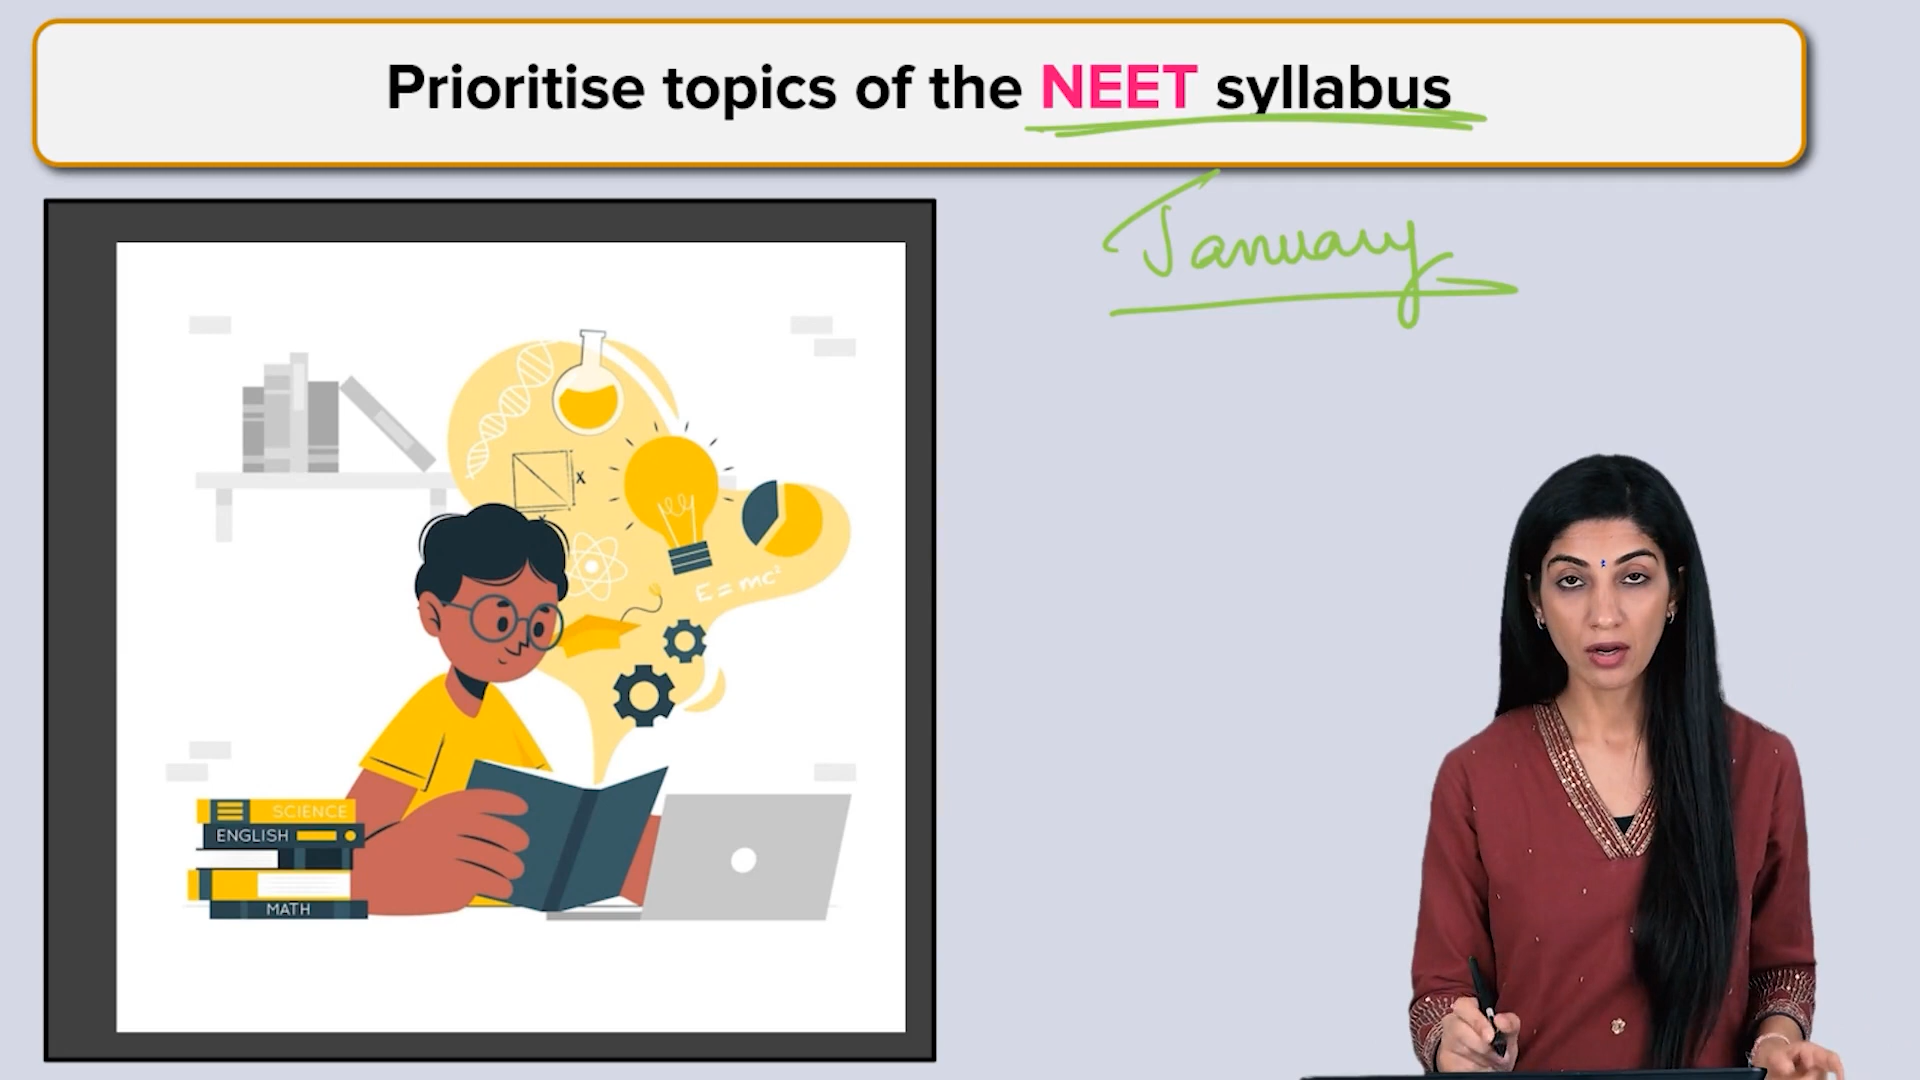 Prioritise topics of the NEET syllabus
January
x
E = mc²
SCIENCE
ENGLISH
MATH